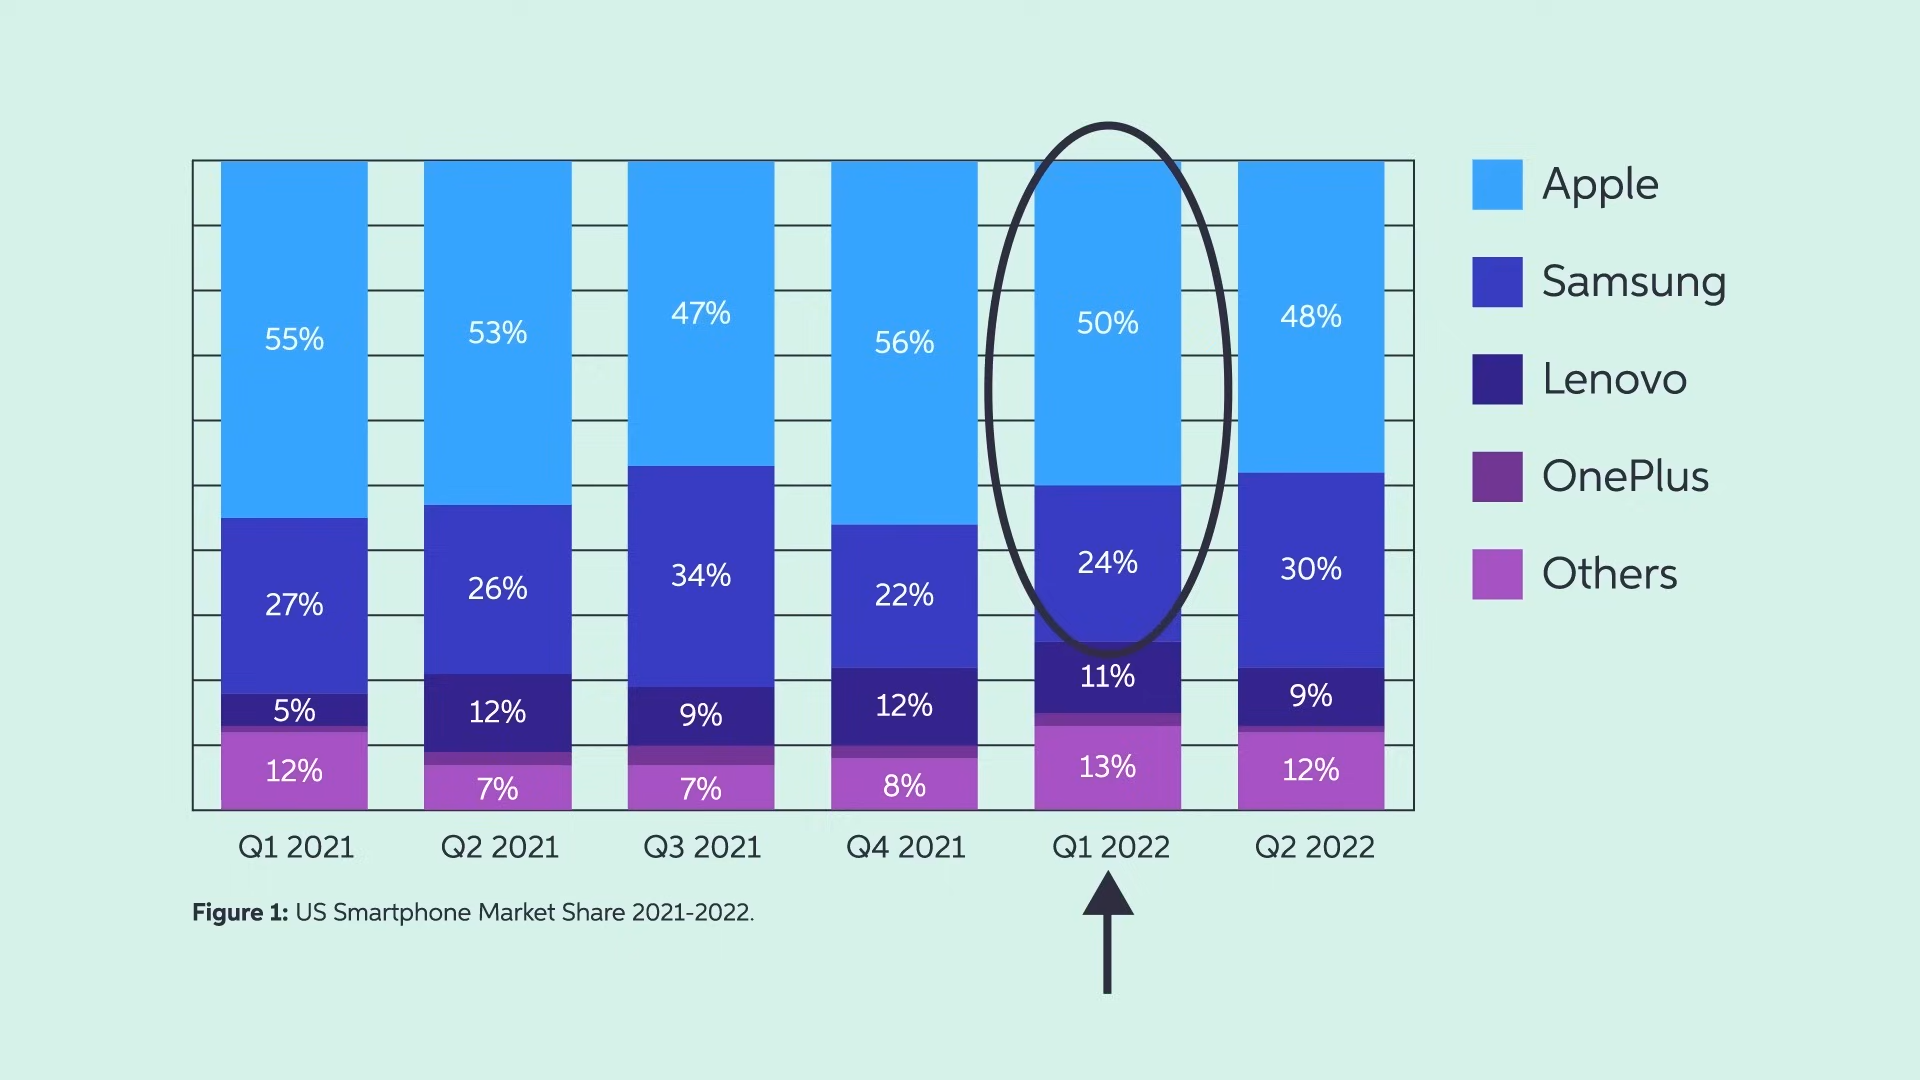 55% 53% 47% 56% 50% 48%
27% 26% 34% 22% 24% 30%
5% 12% 9% 12% 11% 9%
12% 7% 7% 8% 13% 12%
Q1 2021 Q2 2021 Q3 2021 Q4 2021 Q1 2022 Q2 2022
Apple
Samsung
Lenovo
OnePlus
Others
Figure 1: US Smartphone Market Share 2021-2022.